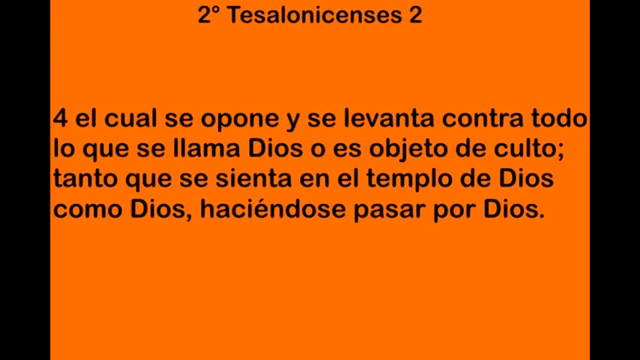 2° Tesalonicenses 2
4 el cual se opone y se levanta contra todo
lo que se llama Dios o es objeto de culto;
tanto que se sienta en el templo de Dios
como Dios, haciéndose pasar por Dios.